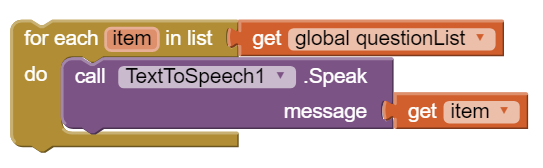 for each item in list get global questionList
do call TextToSpeech1 .Speak
message get item